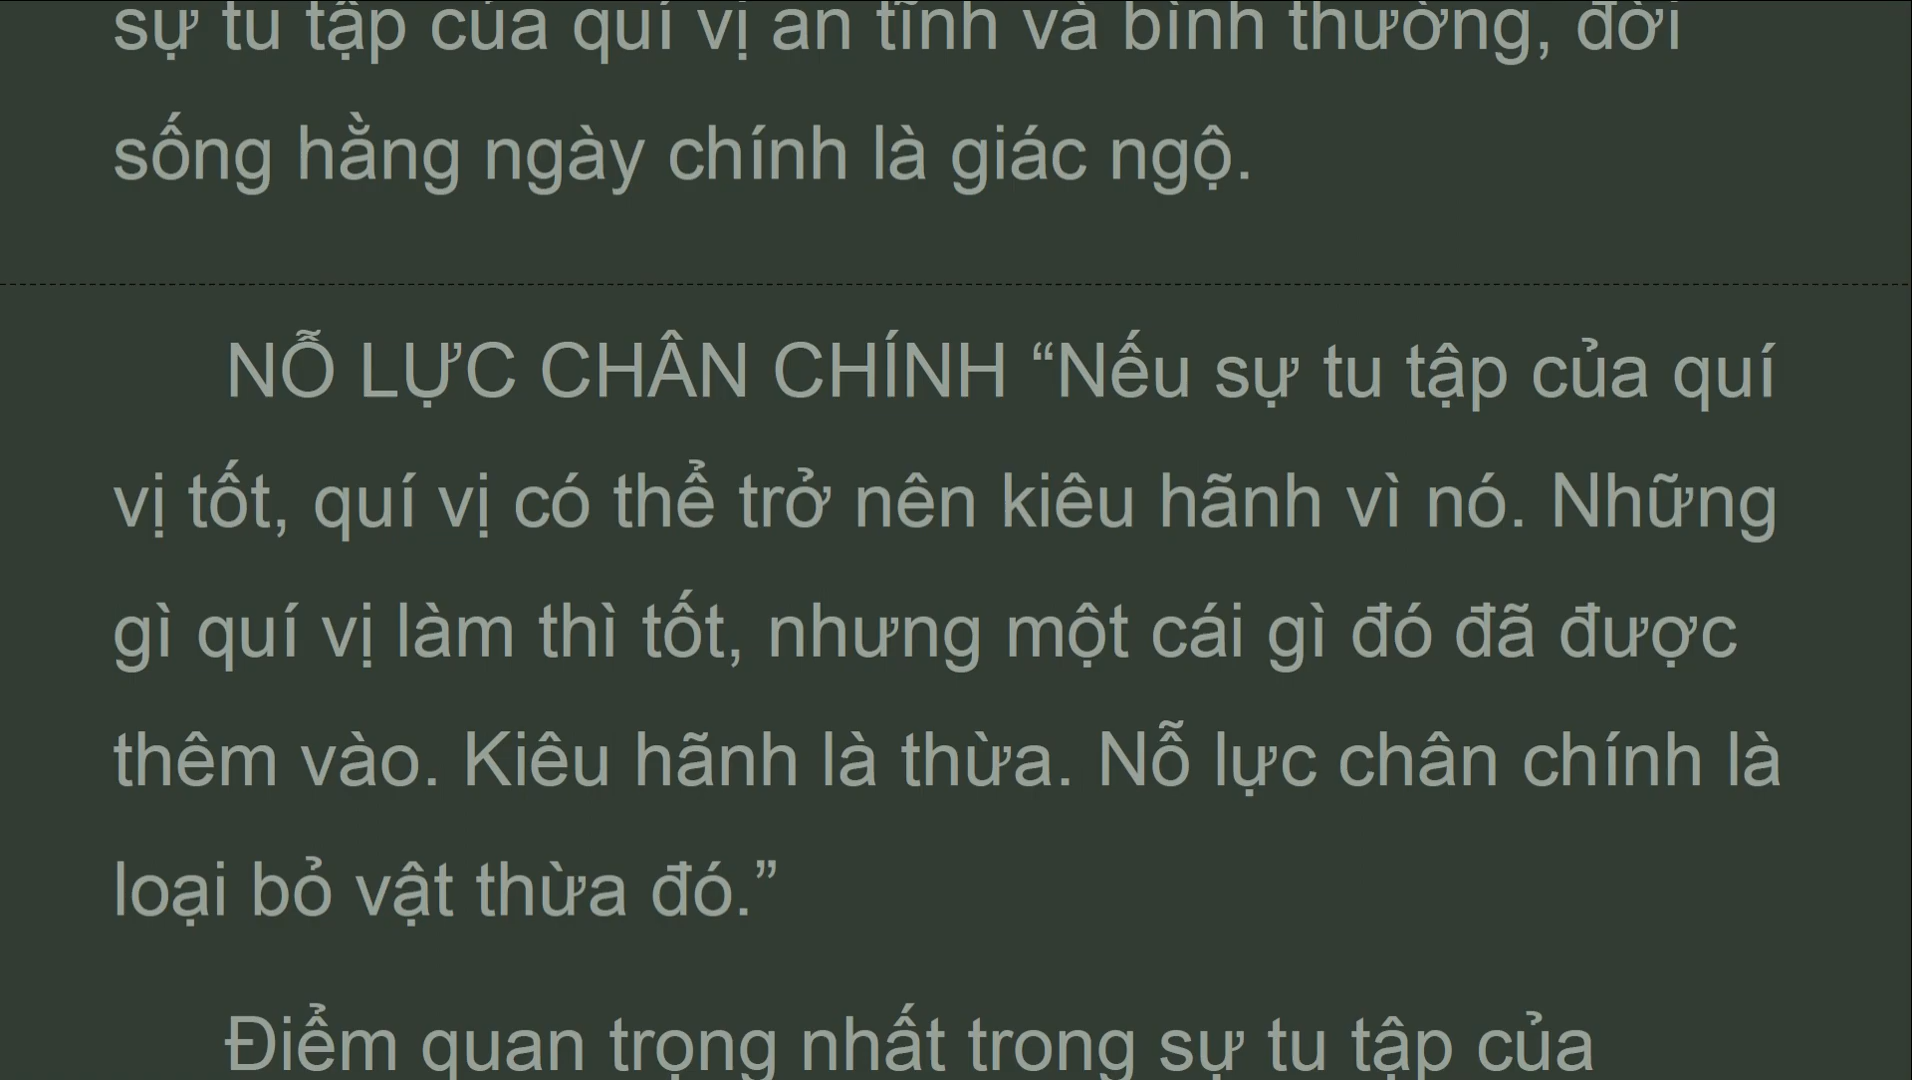 sự tu tập của quí vị an tĩnh và bình thường, đời
sống hằng ngày chính là giác ngộ.
NỖ LỰC CHÂN CHÍNH “Nếu sự tu tập của quí
vị tốt, quí vị có thể trở nên kiêu hãnh vì nó. Những
gì quí vị làm thì tốt, nhưng một cái gì đó đã được
thêm vào. Kiêu hãnh là thừa. Nỗ lực chân chính là
loại bỏ vật thừa đó.”
Điểm quan trọng nhất trong sự tu tập của